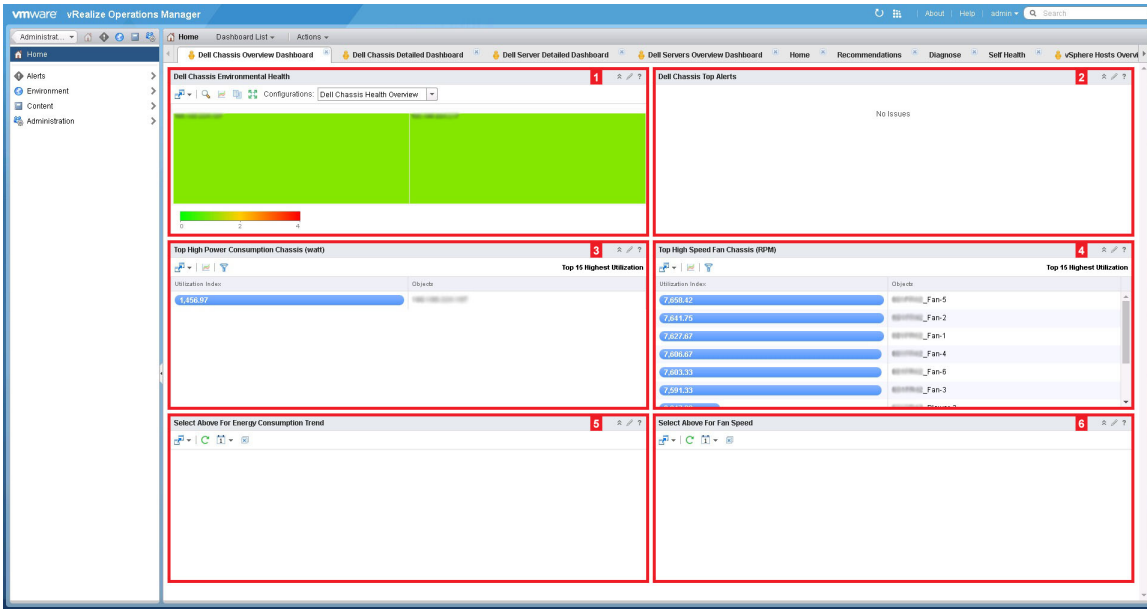 vmware vRealize Operations Manager
About | Help | admin Search
Administrat... Home Dashboard List Actions
Home
Alerts
Environment
Content
Administration
Dell Chassis Overview Dashboard Dell Chassis Detailed Dashboard Dell Server Detailed Dashboard Dell Servers Overview Dashboard Home Recommendations Diagnose Self Health vSphere Hosts Overvi
Dell Chassis Environmental Health 1 ?
Configurations: Dell Chassis Health Overview
0 2 4
Dell Chassis Top Alerts 2 ?
No Issues
Top High Power Consumption Chassis (watt) 3 ?
Top 15 Highest Utilization
Utilization Index Objects
1,456.97
Top High Speed Fan Chassis (RPM) 4 ?
Top 15 Highest Utilization
Utilization Index Objects
7,658.42 _Fan-5
7,641.75 _Fan-2
7,627.67 _Fan-1
7,606.67 _Fan-4
7,603.33 _Fan-6
7,591.33 _Fan-3
Select Above For Energy Consumption Trend 5 ?
1
Select Above For Fan Speed 6 ?
1